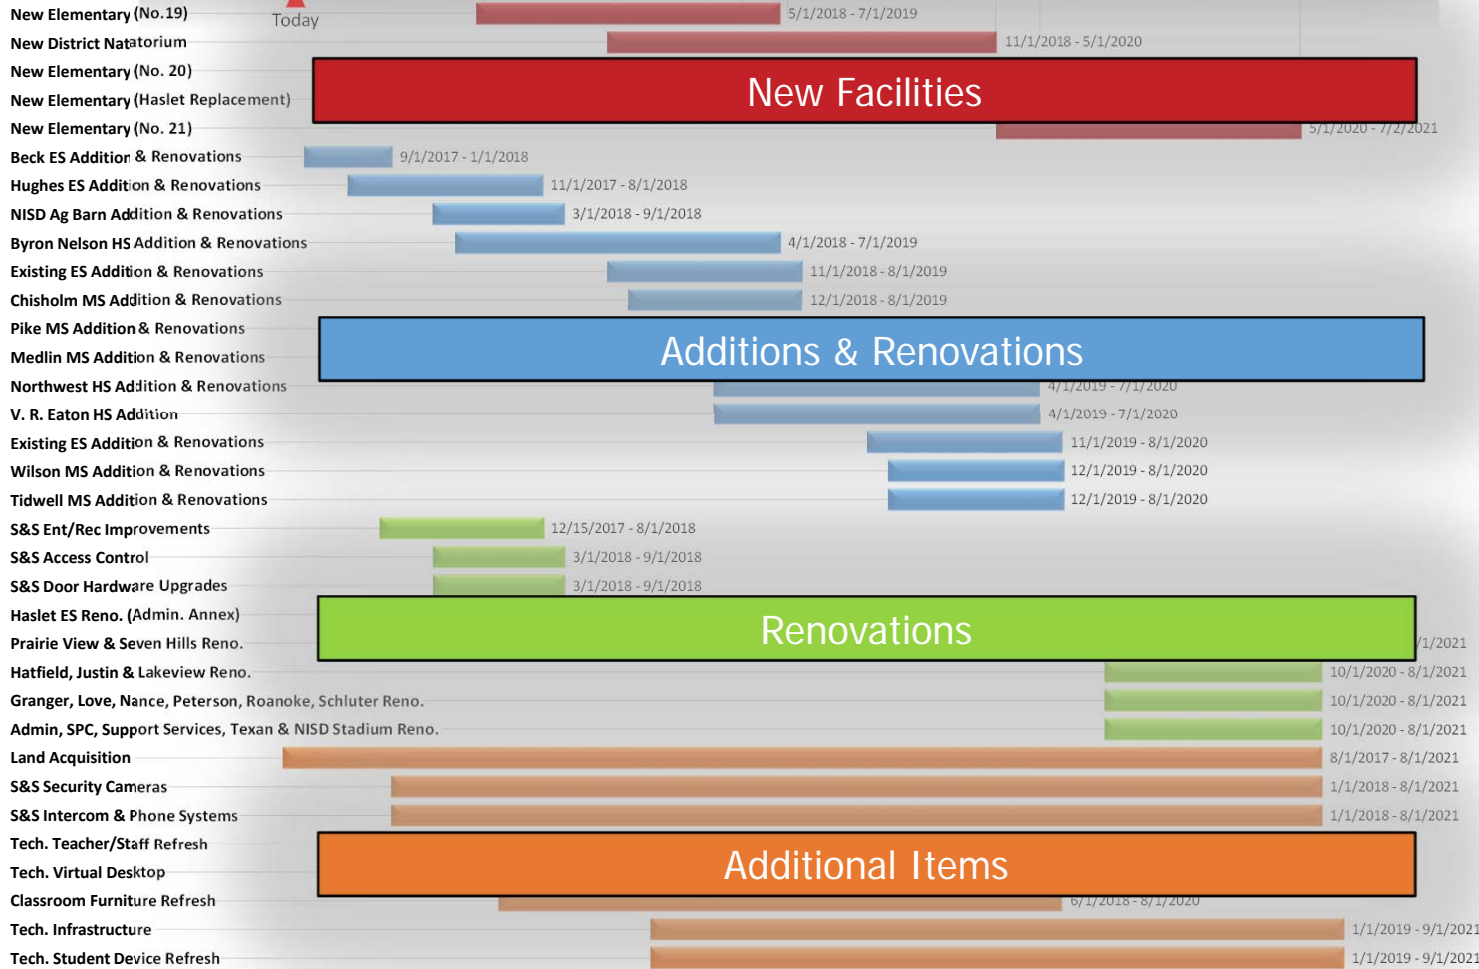 New Elementary (No.19) 5/1/2018 - 7/1/2019
Today
New District Natatorium 11/1/2018 - 5/1/2020
New Elementary (No. 20)
New Facilities
New Elementary (Haslet Replacement)
New Elementary (No. 21) 5/1/2020 - 7/2/2021
Beck ES Addition & Renovations 9/1/2017 - 1/1/2018
Hughes ES Addition & Renovations 11/1/2017 - 8/1/2018
NISD Ag Barn Addition & Renovations 3/1/2018 - 9/1/2018
Byron Nelson HS Addition & Renovations 4/1/2018 - 7/1/2019
Existing ES Addition & Renovations 11/1/2018 - 8/1/2019
Chisholm MS Addition & Renovations 12/1/2018 - 8/1/2019
Pike MS Addition & Renovations
Additions & Renovations
Medlin MS Addition & Renovations
Northwest HS Addition & Renovations 4/1/2019 - 7/1/2020
V. R. Eaton HS Addition 4/1/2019 - 7/1/2020
Existing ES Addition & Renovations 11/1/2019 - 8/1/2020
Wilson MS Addition & Renovations 12/1/2019 - 8/1/2020
Tidwell MS Addition & Renovations 12/1/2019 - 8/1/2020
S&S Ent/Rec Improvements 12/15/2017 - 8/1/2018
S&S Access Control 3/1/2018 - 9/1/2018
S&S Door Hardware Upgrades 3/1/2018 - 9/1/2018
Haslet ES Reno. (Admin. Annex)
Renovations
Prairie View & Seven Hills Reno. /1/2021
Hatfield, Justin & Lakeview Reno. 10/1/2020 - 8/1/2021
Granger, Love, Nance, Peterson, Roanoke, Schluter Reno. 10/1/2020 - 8/1/2021
Admin, SPC, Support Services, Texan & NISD Stadium Reno. 10/1/2020 - 8/1/2021
Land Acquisition 8/1/2017 - 8/1/2021
S&S Security Cameras 1/1/2018 - 8/1/2021
S&S Intercom & Phone Systems 1/1/2018 - 8/1/2021
Tech. Teacher/Staff Refresh
Additional Items
Tech. Virtual Desktop
Classroom Furniture Refresh 6/1/2018 - 8/1/2020
Tech. Infrastructure 1/1/2019 - 9/1/2021
Tech. Student Device Refresh 1/1/2019 - 9/1/2021